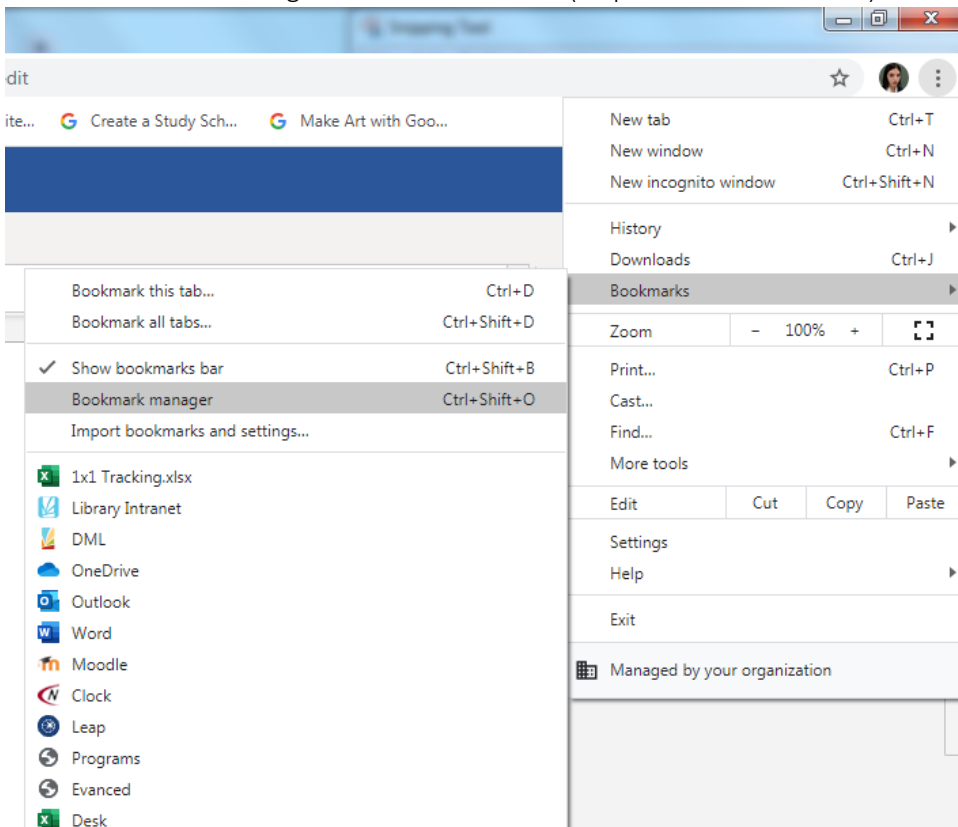 Snipping Tool
dit
ite... Create a Study Sch... Make Art with Goo...
New tab Ctrl+T
New window Ctrl+N
New incognito window Ctrl+Shift+N
History
Downloads Ctrl+J
Bookmarks
Zoom - 100% +
Print... Ctrl+P
Cast...
Find... Ctrl+F
More tools
Edit Cut Copy Paste
Settings
Help
Exit
Managed by your organization
Bookmark this tab... Ctrl+D
Bookmark all tabs... Ctrl+Shift+D
Show bookmarks bar Ctrl+Shift+B
Bookmark manager Ctrl+Shift+O
Import bookmarks and settings...
1x1 Tracking.xlsx
Library Intranet
DML
OneDrive
Outlook
Word
Moodle
Clock
Leap
Programs
Evanced
Desk